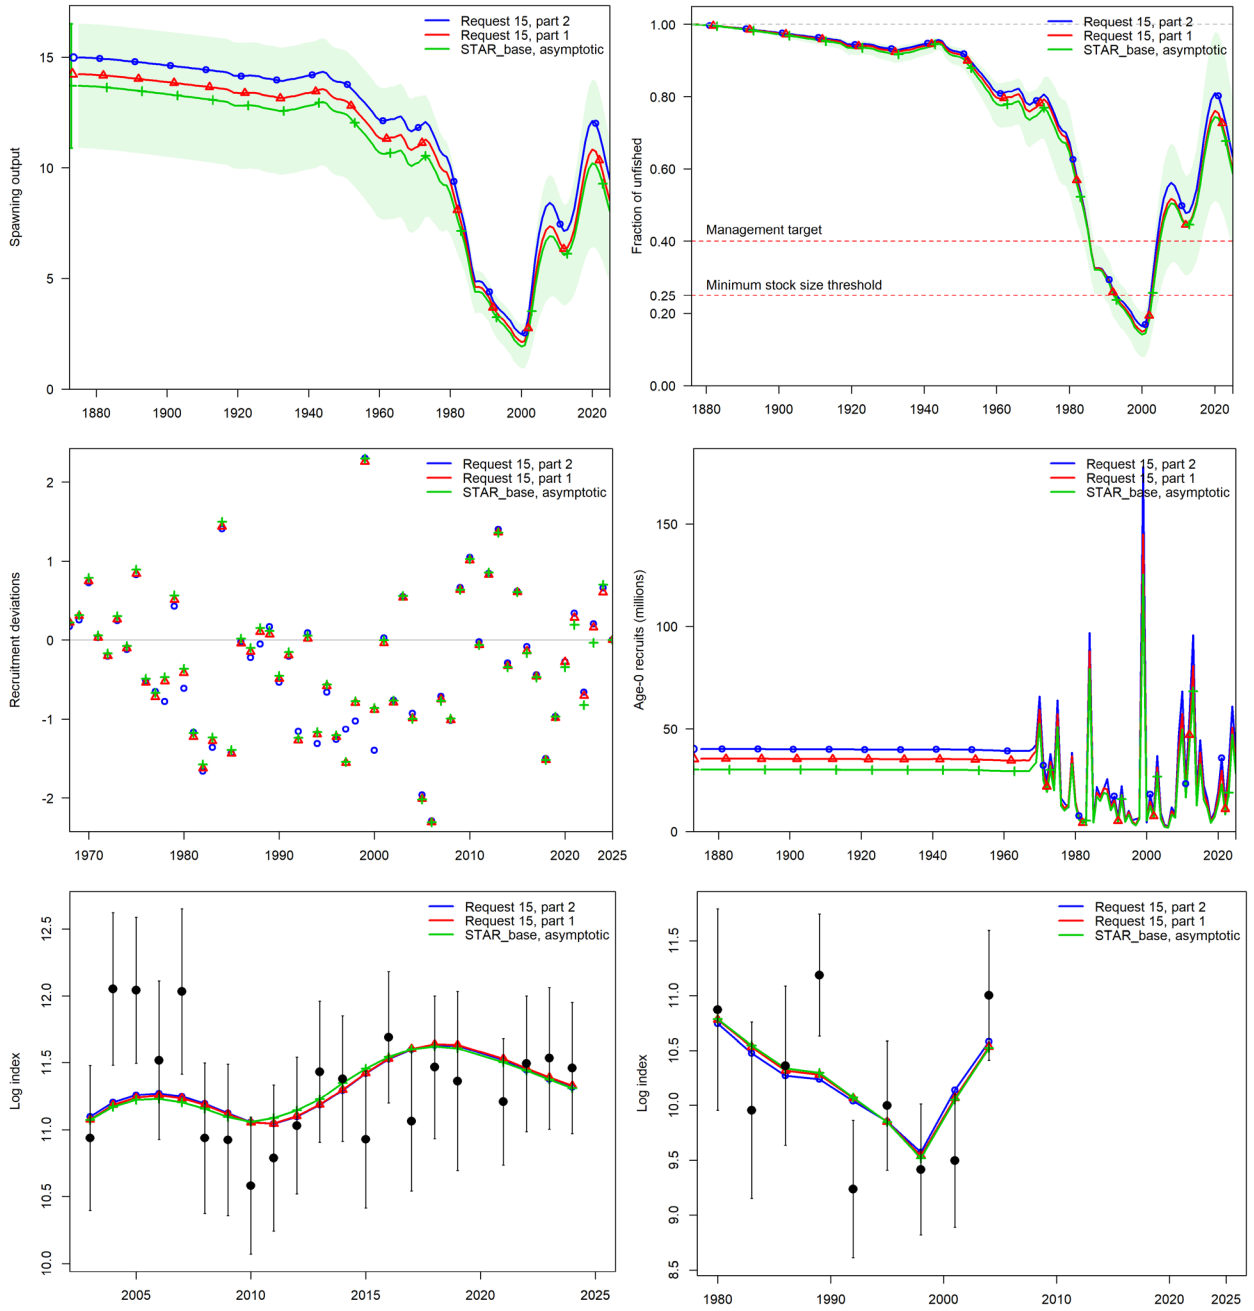 Spawning output
15
10
5
0
Request 15, part 2
Request 15, part 1
STAR_base, asymptotic
1880 1900 1920 1940 1960 1980 2000 2020
Fraction of unfished
1.00
0.80
0.60
0.40
0.25
0.20
0.00
Request 15, part 2
Request 15, part 1
STAR_base, asymptotic
Management target
Minimum stock size threshold
1880 1900 1920 1940 1960 1980 2000 2020
Recruitment deviations
2
1
0
-1
-2
Request 15, part 2
Request 15, part 1
STAR_base, asymptotic
1970 1980 1990 2000 2010 2020 2025
Age-0 recruits (millions)
150
100
50
0
Request 15, part 2
Request 15, part 1
STAR_base, asymptotic
1880 1900 1920 1940 1960 1980 2000 2020
Log index
12.5
12.0
11.5
11.0
10.5
10.0
Request 15, part 2
Request 15, part 1
STAR_base, asymptotic
2005 2010 2015 2020 2025
Log index
11.5
11.0
10.5
10.0
9.5
9.0
8.5
Request 15, part 2
Request 15, part 1
STAR_base, asymptotic
1980 1990 2000 2010 2020 2025